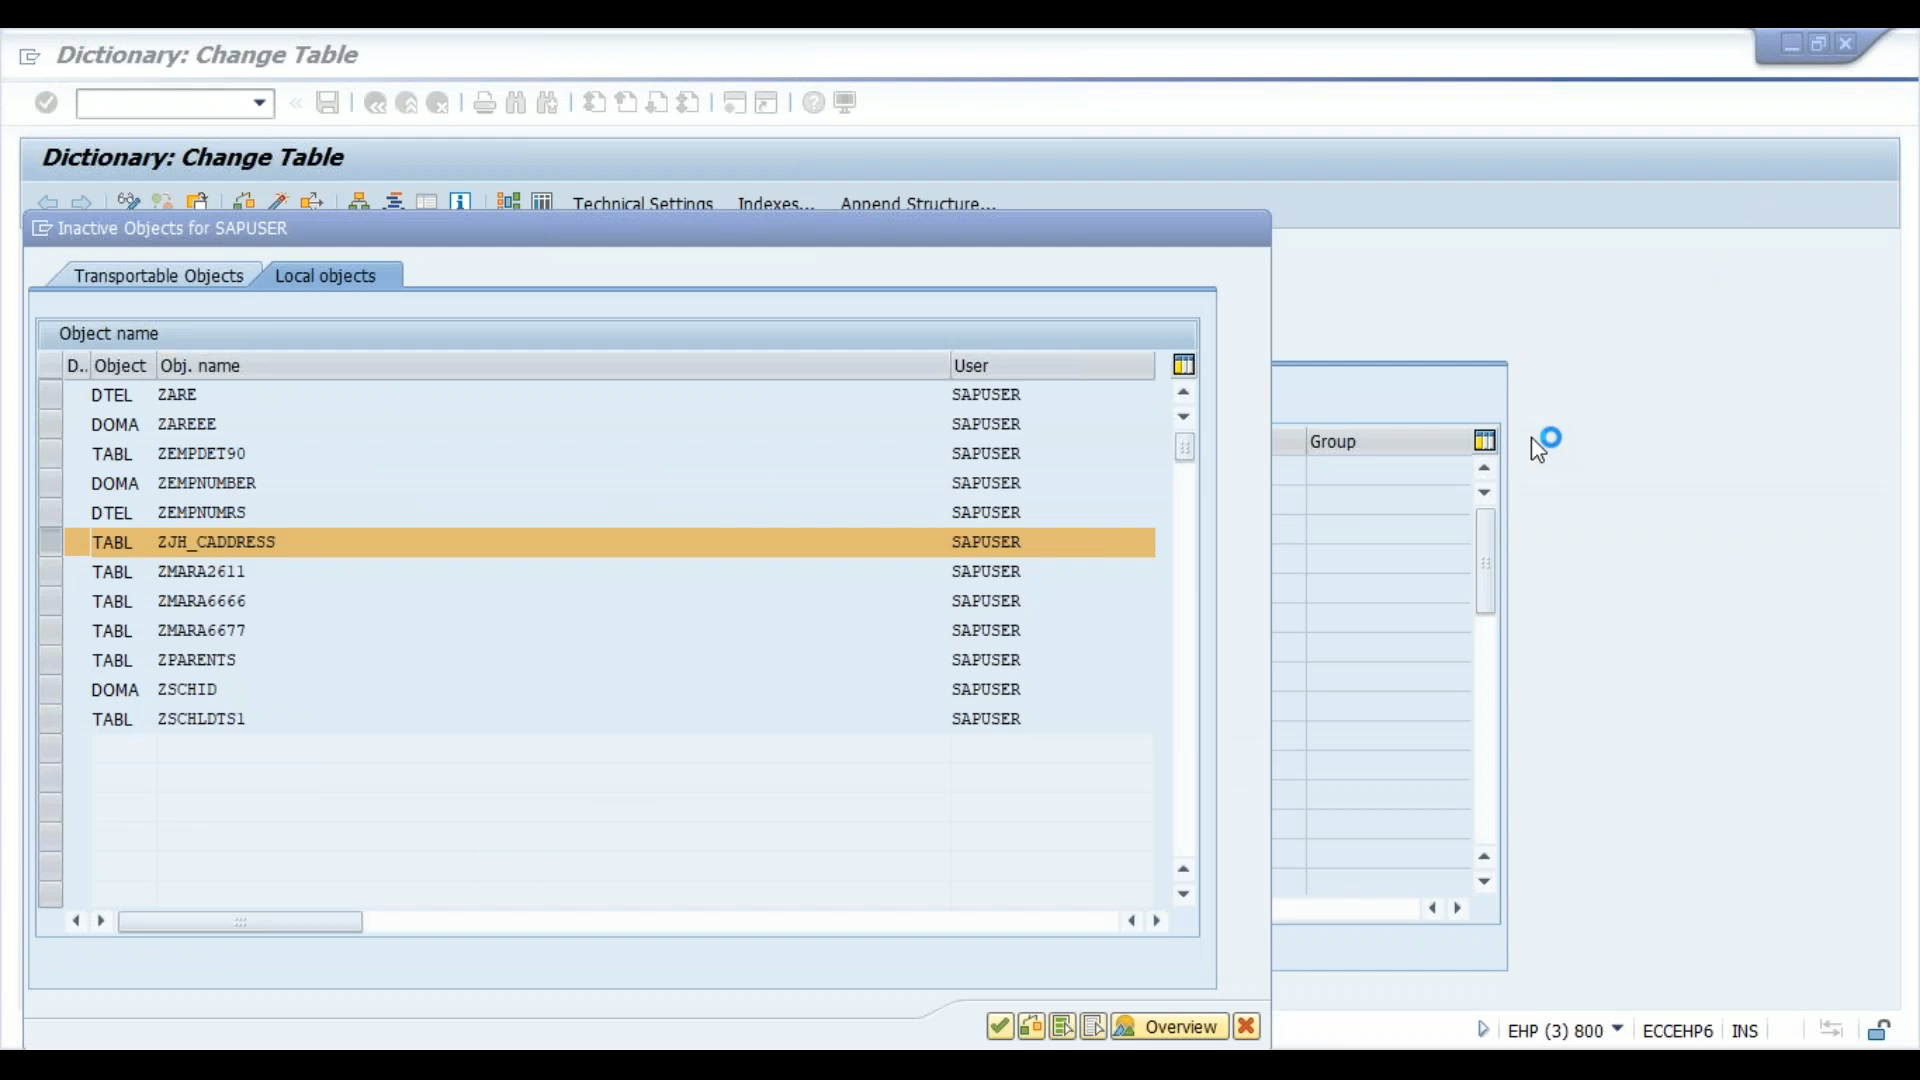 Dictionary: Change Table
Dictionary: Change Table
Technical Settings Indexes... Append Structure...
Inactive Objects for SAPUSER
Transportable Objects Local objects
Object name
D.. Object Obj. name User
DTEL ZARE SAPUSER
DOMA ZAREEE SAPUSER
TABL ZEMPDET90 SAPUSER
DOMA ZEMPNUMBER SAPUSER
DTEL ZEMPNUMRS SAPUSER
TABL ZJH_CADDRESS SAPUSER
TABL ZMARA2611 SAPUSER
TABL ZMARA6666 SAPUSER
TABL ZMARA6677 SAPUSER
TABL ZPARENTS SAPUSER
DOMA ZSCHID SAPUSER
TABL ZSCHLDTS1 SAPUSER
Group
Overview
EHP (3) 800 ECCEHP6 INS